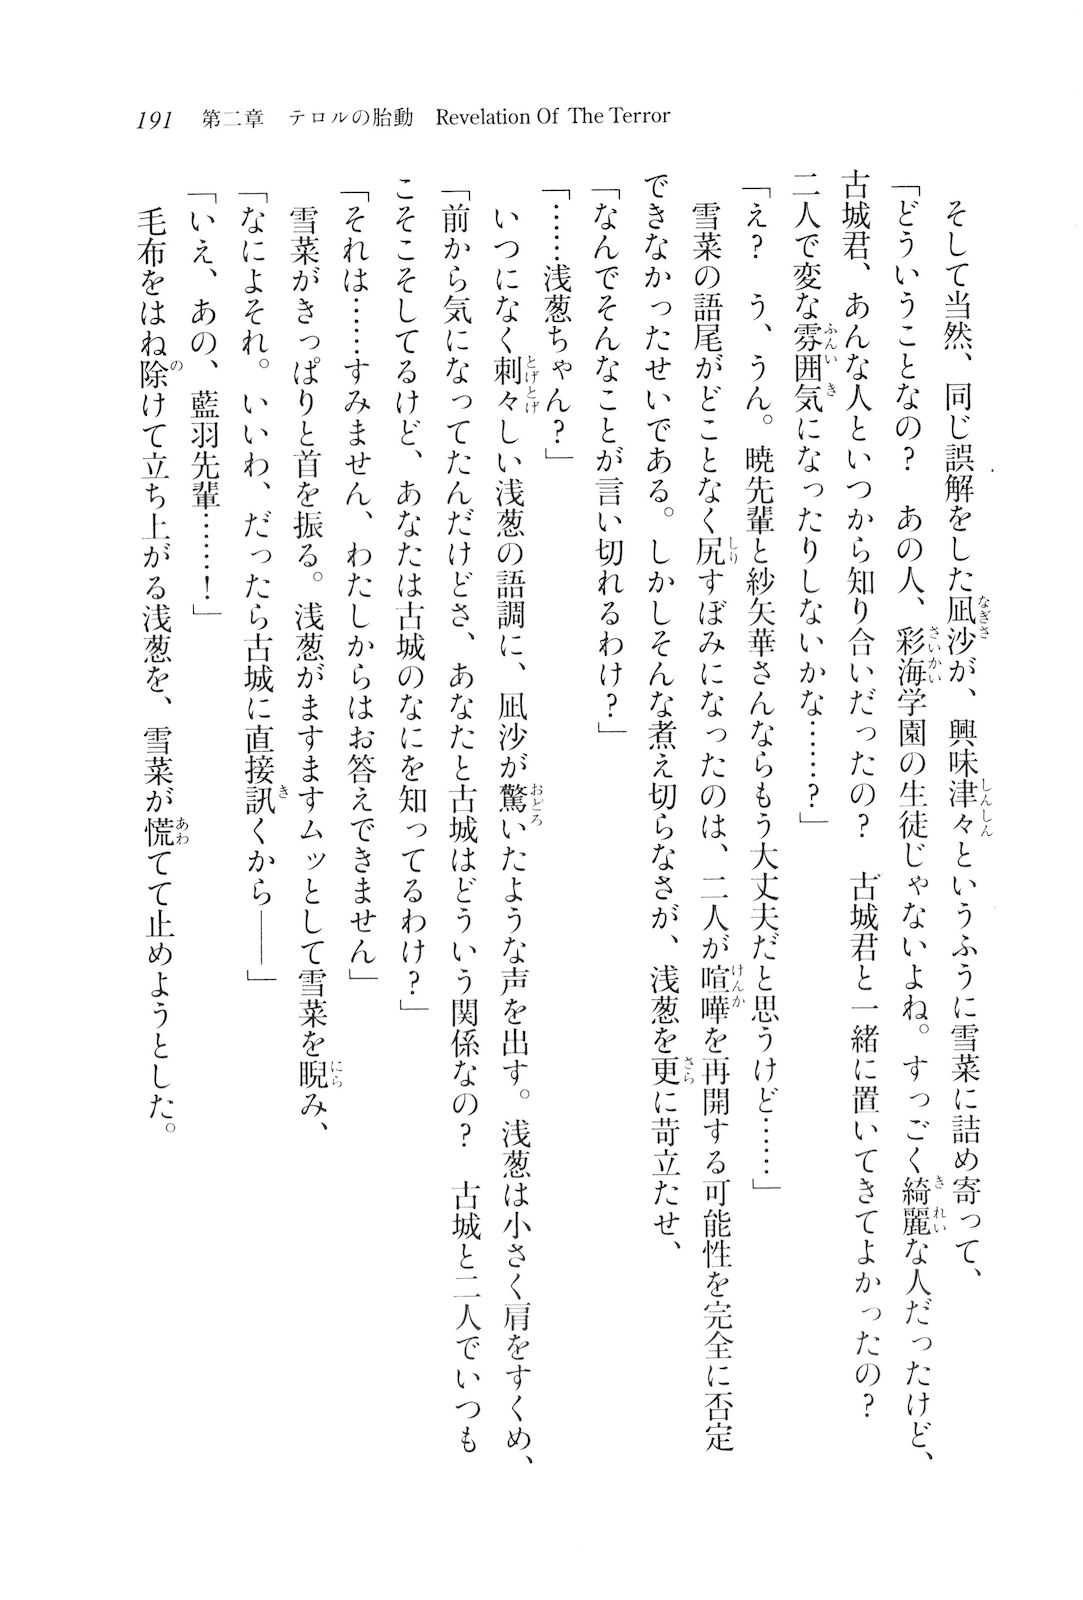 191　第二章　テロルの胎動　Revelation Of The Terror
　そして当然、同じ誤解をした凪沙が、興味津々というふうに雪菜に詰め寄って、
「どういうことなの？　あの人、彩海学園の生徒じゃないよね。すっごく綺麗な人だったけど、
古城君、あんな人といつから知り合いだったの？　古城君と一緒に置いてきてよかったの？
二人で変な雰囲気になったりしないかな……？」
「え？　う、うん。暁先輩と紗矢華さんならもう大丈夫だと思うけど……」
　雪菜の語尾がどことなく尻すぼみになったのは、二人が喧嘩を再開する可能性を完全に否定
できなかったせいである。しかしそんな煮え切らなさが、浅葱を更に苛立たせ、
「なんでそんなことが言い切れるわけ？」
「……浅葱ちゃん？」
　いつになく刺々しい浅葱の語調に、凪沙が驚いたような声を出す。浅葱は小さく肩をすくめ、
「前から気になってたんだけどさ、あなたと古城はどういう関係なの？　古城と二人でいつも
こそこそしてるけど、あなたは古城のなにを知ってるわけ？」
「それは……すみません、わたしからはお答えできません」
　雪菜がきっぱりと首を振る。浅葱がますますムッとして雪菜を睨み、
「なによそれ。いいわ、だったら古城に直接訊くから――」
「いえ、あの、藍羽先輩……！」
　毛布をはね除けて立ち上がる浅葱を、雪菜が慌てて止めようとした。